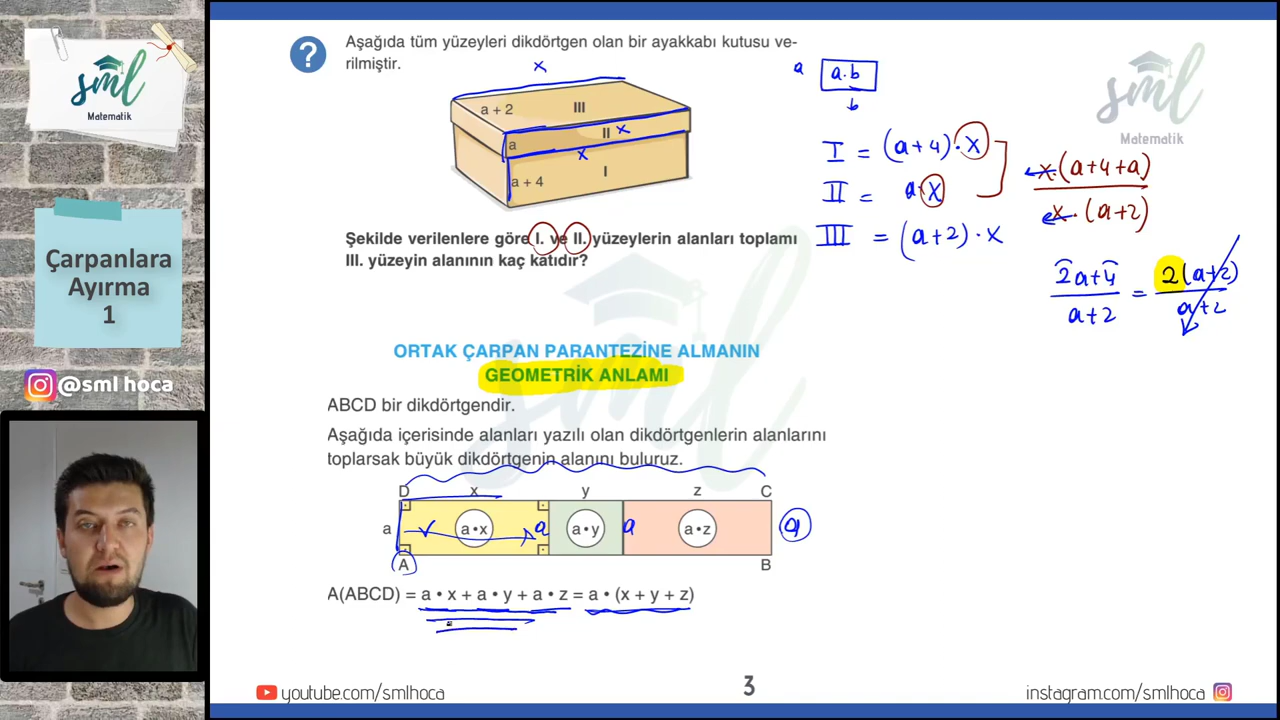 sml
Matematik
Çarpanlara
Ayırma
1
@sml hoca
?
Aşağıda tüm yüzeyleri dikdörtgen olan bir ayakkabı kutusu ve-
rilmiştir.
x
a + 2
III
II
x
a
x
I
a + 4
Şekilde verilenlere göre I. ve II. yüzeylerin alanları toplamı
III. yüzeyin alanının kaç katıdır?
a
a.b
b
I = (a+4).x
II = a.x
III = (a+2).x
x.(a+4+a)
x.(a+2)
2a+4
a+2
=
2(a+2)
a+2
sml
Matematik
ORTAK ÇARPAN PARANTEZİNE ALMANIN
GEOMETRİK ANLAMI
sml
ABCD bir dikdörtgendir.
Aşağıda içerisinde alanları yazılı olan dikdörtgenlerin alanlarını
toplarsak büyük dikdörtgenin alanını buluruz.
D x y z C
a a•x a a•y a a•z a
A B
A(ABCD) = a • x + a • y + a • z = a • (x + y + z)
youtube.com/smlhoca
3
instagram.com/smlhoca